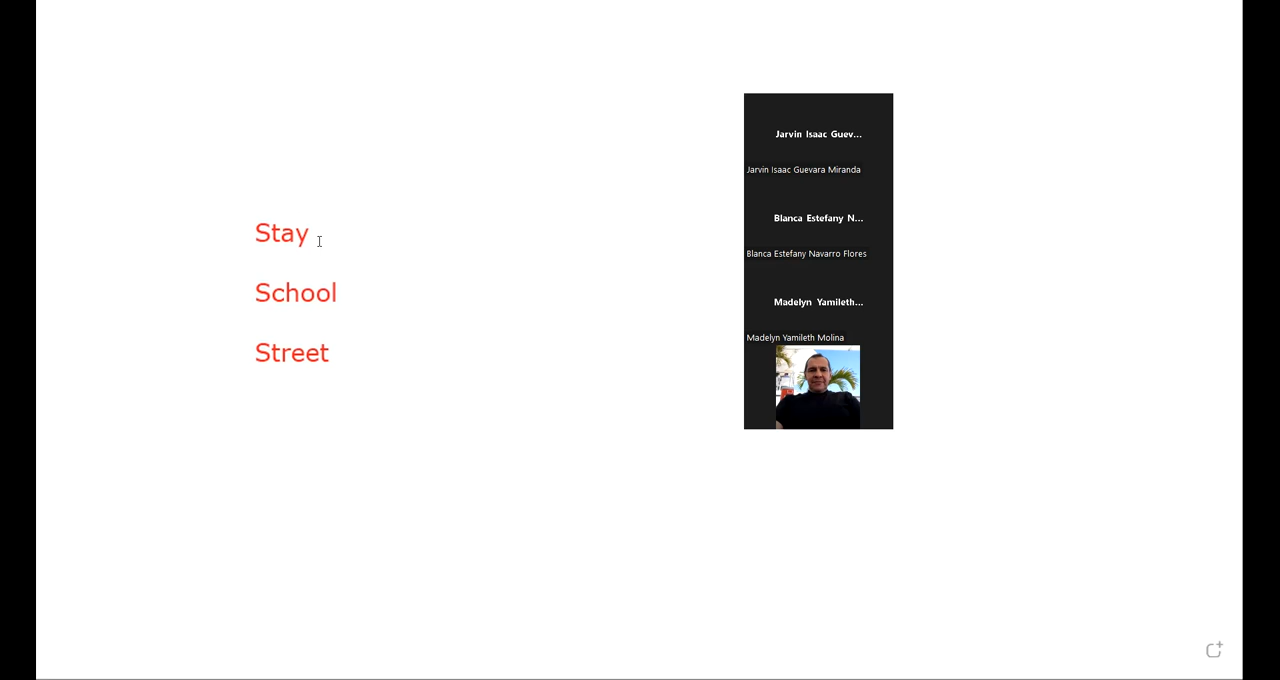 Stay
School
Street
Jarvin Isaac Guev...
Jarvin Isaac Guevara Miranda
Blanca Estefany N...
Blanca Estefany Navarro Flores
Madelyn Yamileth...
Madelyn Yamileth Molina